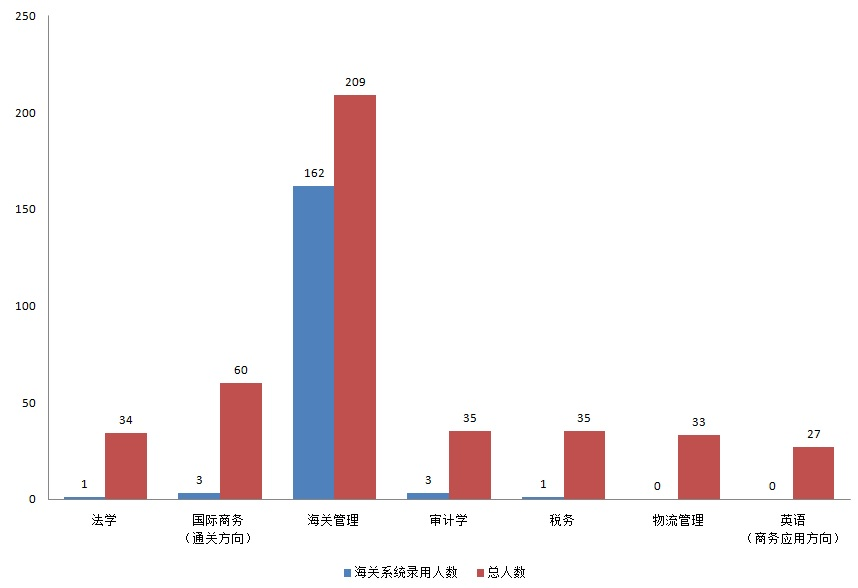 250
200
150
100
50
0
1
34
3
60
162
209
3
35
1
35
0
33
0
27
法学
国际商务
（通关方向）
海关管理
审计学
税务
物流管理
英语
（商务应用方向）
海关系统录用人数
总人数